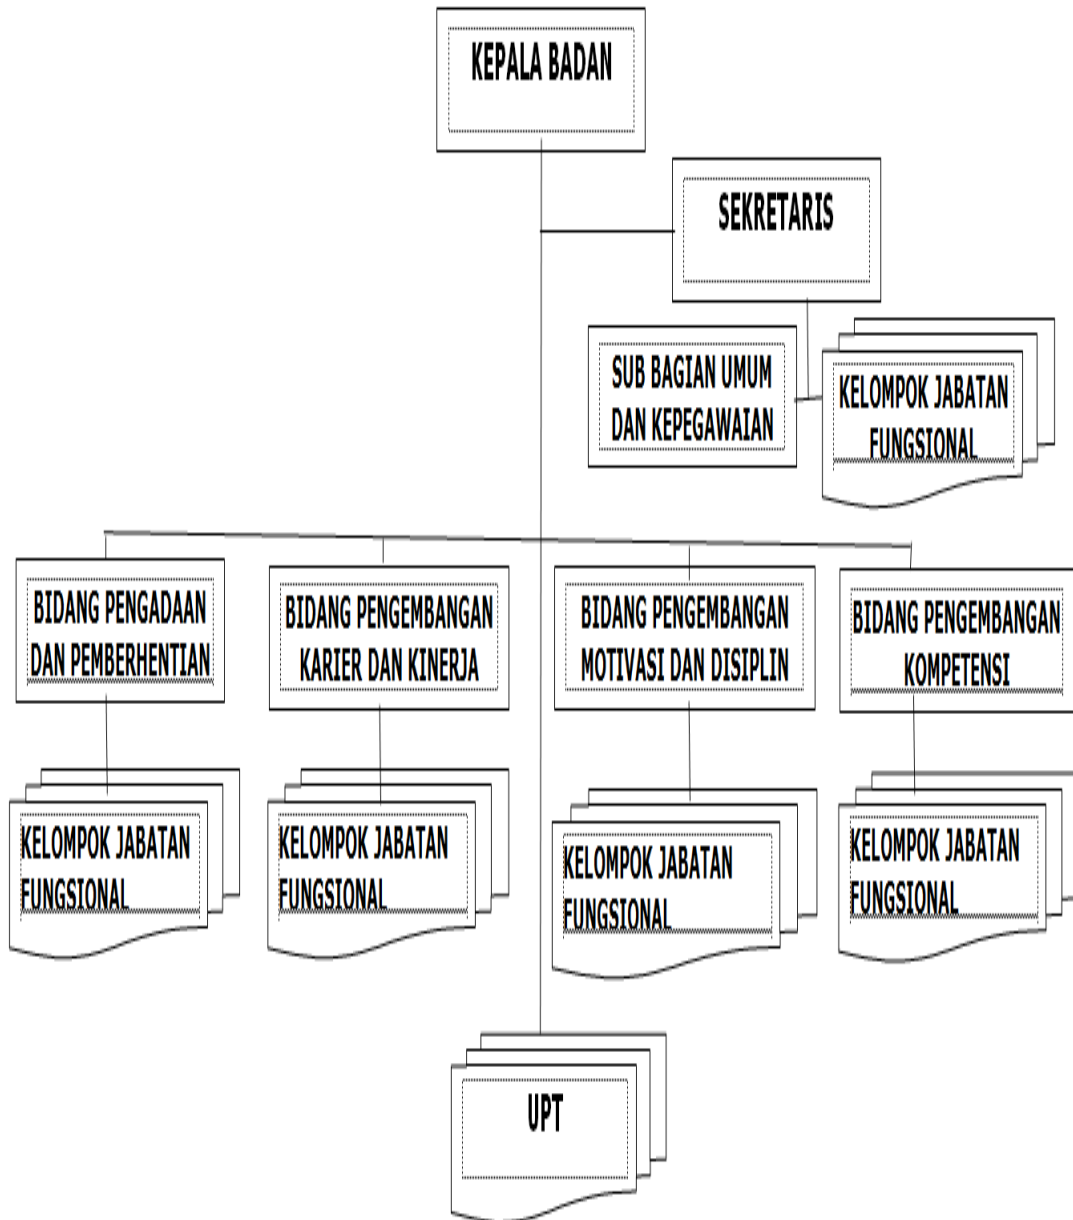 KEPALA BADAN
SEKRETARIS
SUB BAGIAN UMUM
DAN KEPEGAWAIAN
KELOMPOK JABATAN
FUNGSIONAL
BIDANG PENGADAAN
DAN PEMBERHENTIAN
BIDANG PENGEMBANGAN
KARIER DAN KINERJA
BIDANG PENGEMBANGAN
MOTIVASI DAN DISIPLIN
BIDANG PENGEMBANGAN
KOMPETENSI
KELOMPOK JABATAN
FUNGSIONAL
KELOMPOK JABATAN
FUNGSIONAL
KELOMPOK JABATAN
FUNGSIONAL
KELOMPOK JABATAN
FUNGSIONAL
UPT